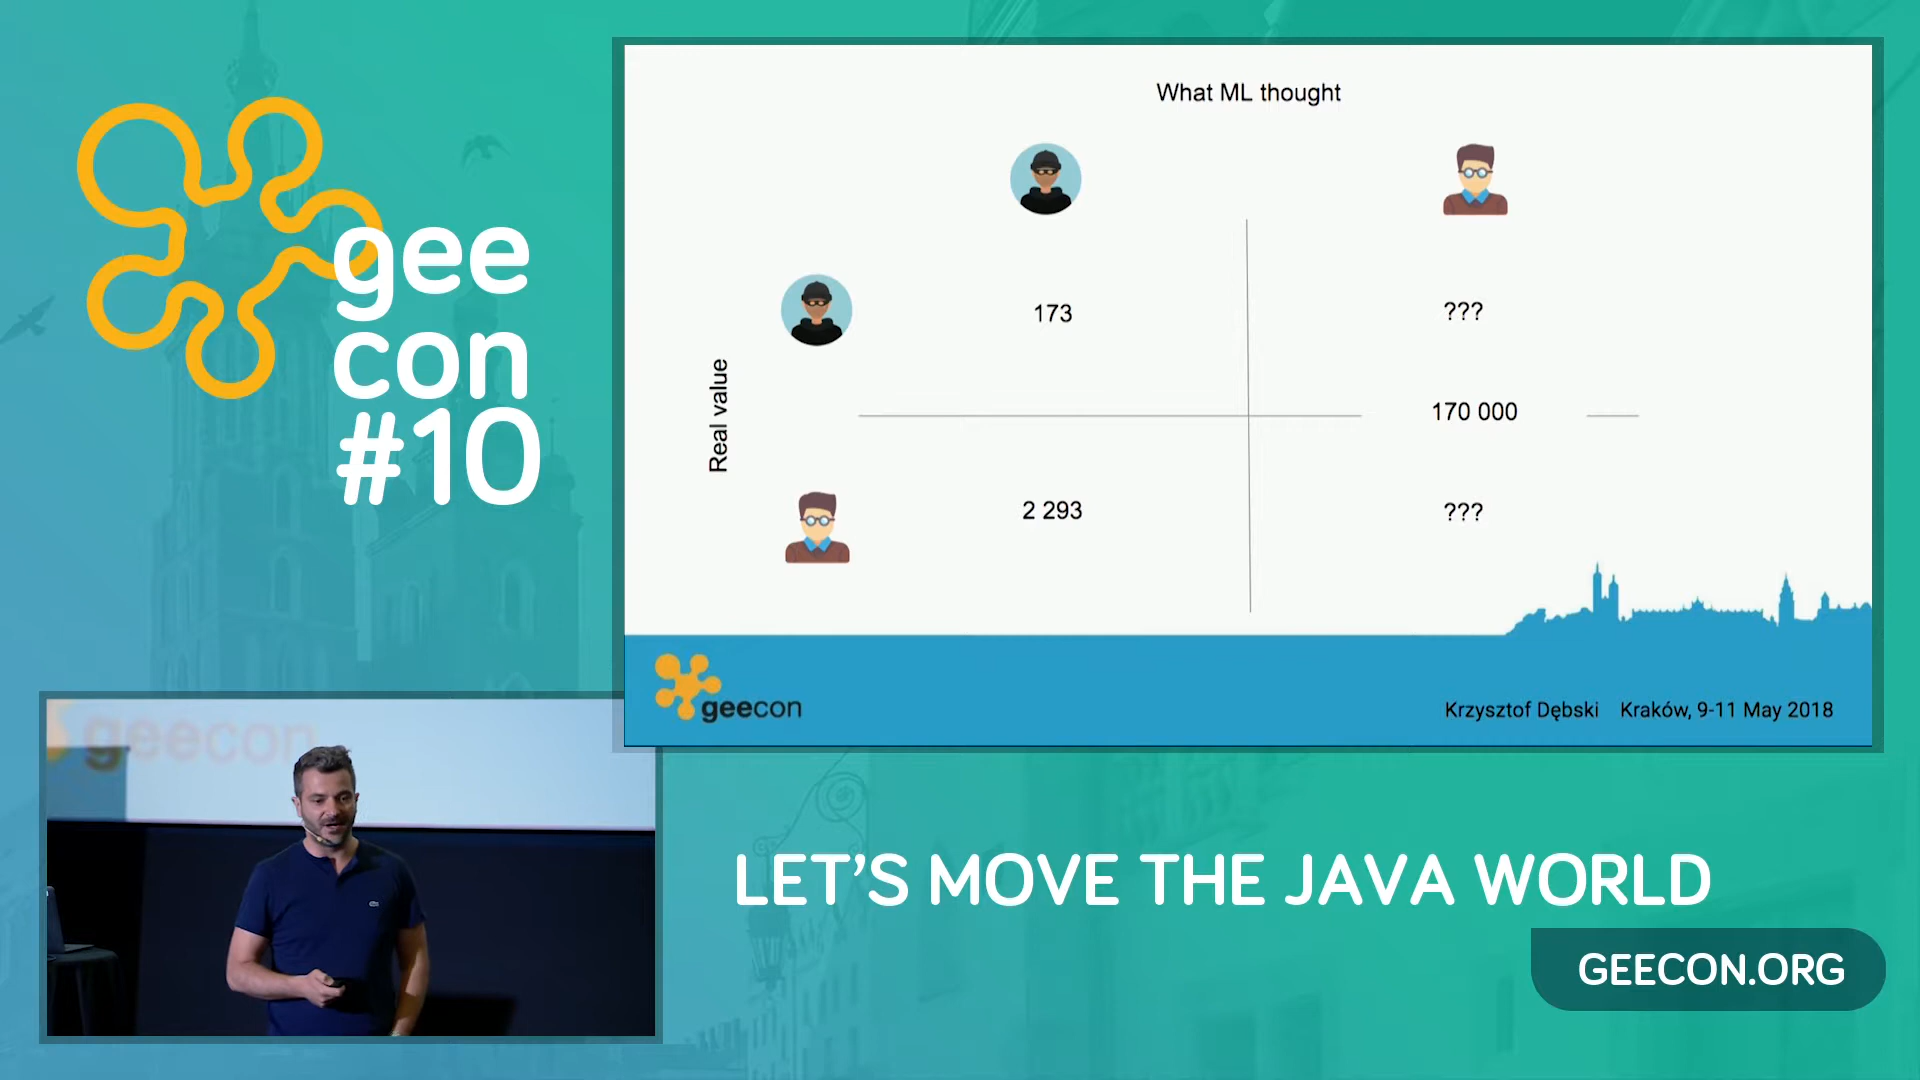 gee
con
#10
What ML thought
Real value
173
???
170 000
2 293
???
geecon
Krzysztof Dębski Kraków, 9-11 May 2018
geecon
LET'S MOVE THE JAVA WORLD
GEECON.ORG